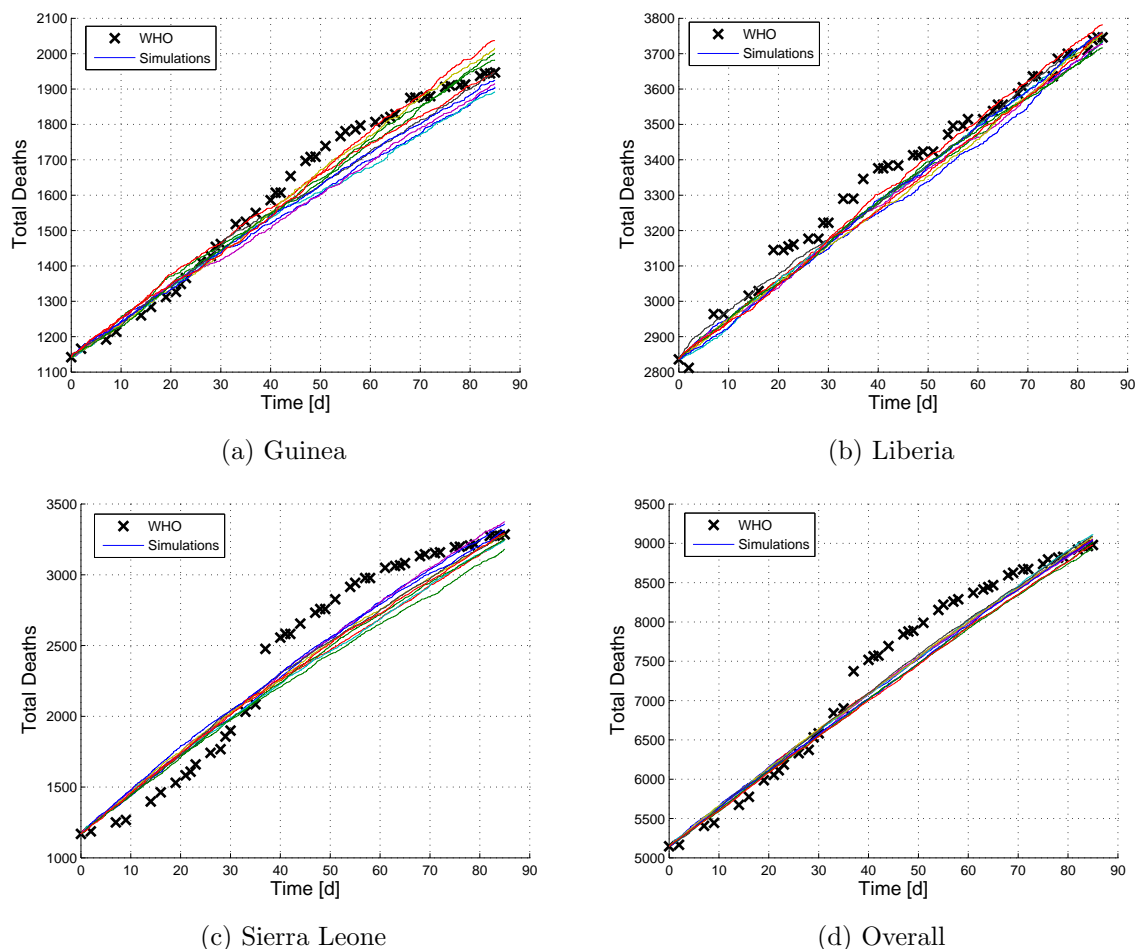 2100
2000
1900
1800
1700
1600
1500
1400
1300
1200
1100
Total Deaths
WHO
Simulations
0 10 20 30 40 50 60 70 80 90
Time [d]
(a) Guinea
3800
3700
3600
3500
3400
3300
3200
3100
3000
2900
2800
Total Deaths
WHO
Simulations
0 10 20 30 40 50 60 70 80 90
Time [d]
(b) Liberia
3500
3000
2500
2000
1500
1000
Total Deaths
WHO
Simulations
0 10 20 30 40 50 60 70 80 90
Time [d]
(c) Sierra Leone
9500
9000
8500
8000
7500
7000
6500
6000
5500
5000
Total Deaths
WHO
Simulations
0 10 20 30 40 50 60 70 80 90
Time [d]
(d) Overall